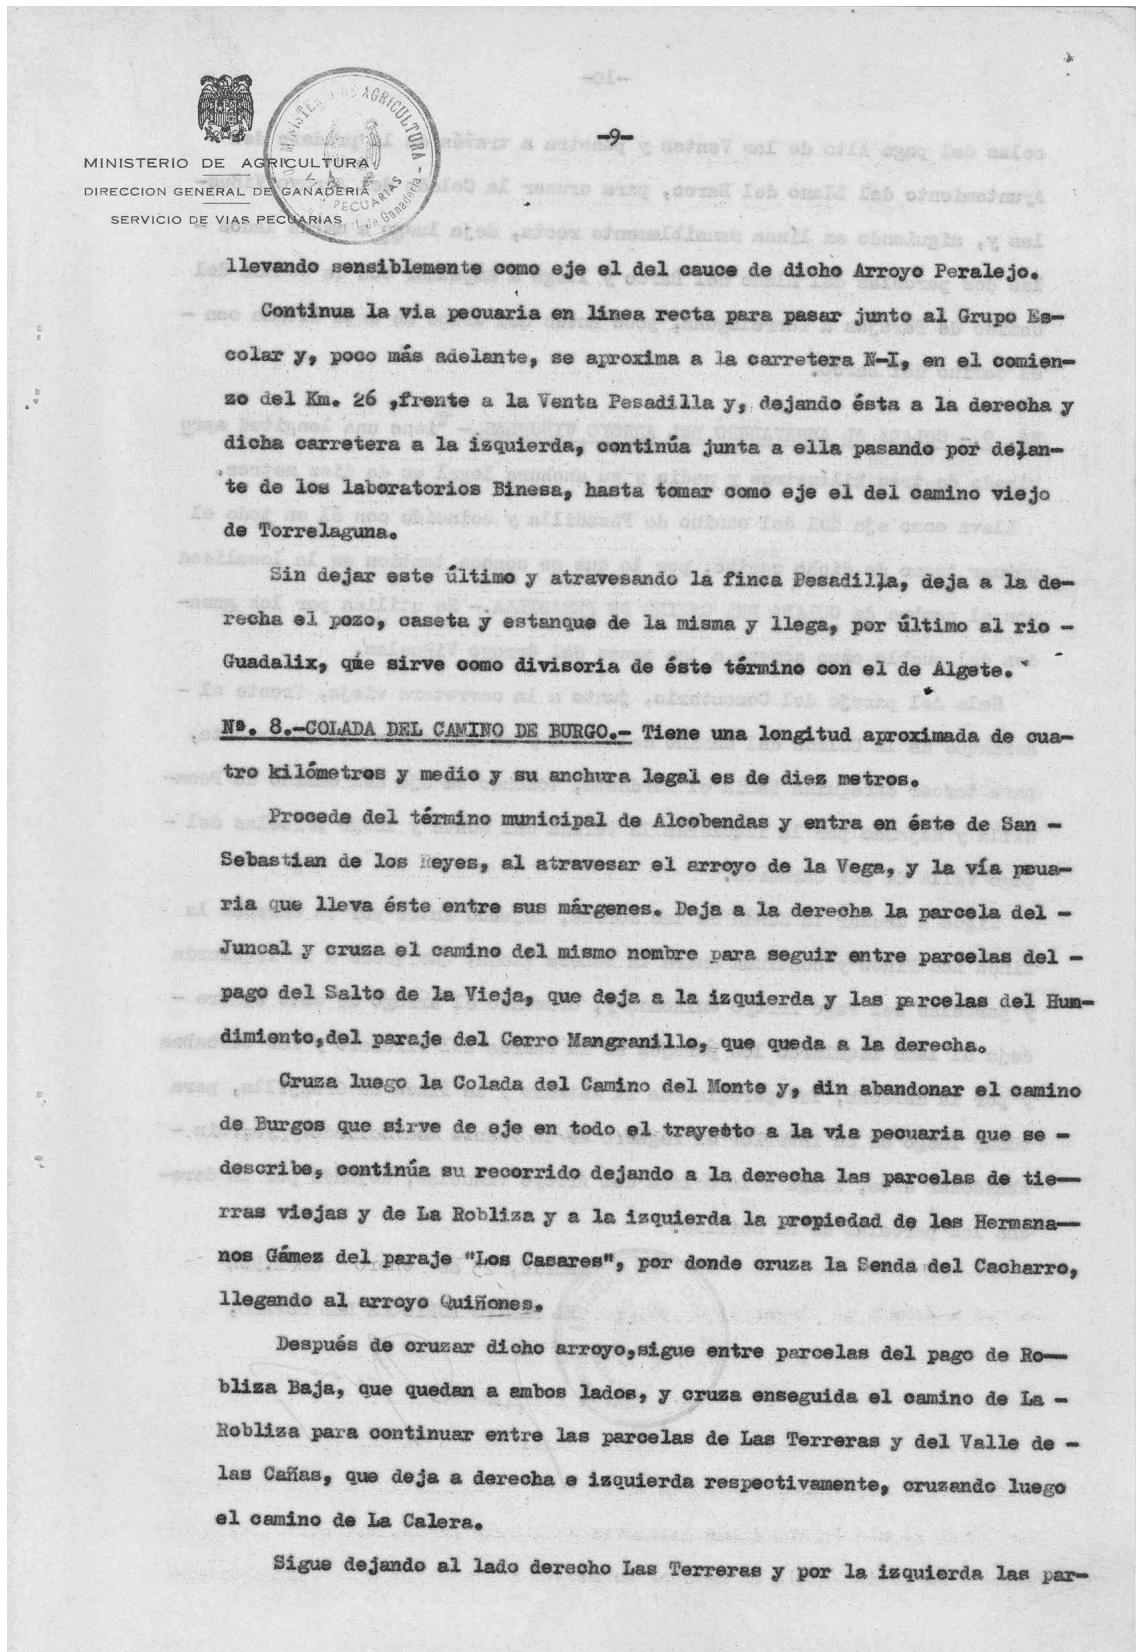 -9-
MINISTERIO DE AGRICULTURA
DIRECCION GENERAL DE GANADERIA
SERVICIO DE VIAS PECUARIAS
MINISTERIO DE AGRICULTURA
VIAS PECUARIAS
Gral. de Ganadería
llevando sensiblemente como eje el del cauce de dicho Arroyo Peralejo.
Continua la via pecuaria en linea recta para pasar junto al Grupo Es-
colar y, poco más adelante, se aproxima a la carretera N-I, en el comien-
zo del Km. 26 ,frente a la Venta Pesadilla y, dejando ésta a la derecha y
dicha carretera a la izquierda, continúa junta a ella pasando por delan-
te de los laboratorios Binesa, hasta tomar como eje el del camino viejo
de Torrelaguna.
Sin dejar este último y atravesando la finca Pesadilla, deja a la de-
recha el pozo, caseta y estanque de la misma y llega, por último al rio -
Guadalix, que sirve como divisoria de éste término con el de Algete.
Nº. 8.-COLADA DEL CAMINO DE BURGO.- Tiene una longitud aproximada de cua-
tro kilómetros y medio y su anchura legal es de diez metros.
Procede del término municipal de Alcobendas y entra en éste de San -
Sebastian de los Reyes, al atravesar el arroyo de la Vega, y la vía pcua-
ria que lleva éste entre sus márgenes. Deja a la derecha la parcela del -
Juncal y cruza el camino del mismo nombre para seguir entre parcelas del -
pago del Salto de la Vieja, que deja a la izquierda y las parcelas del Hun-
dimiento,del paraje del Cerro Mangranillo, que queda a la derecha.
Cruza luego la Colada del Camino del Monte y, sin abandonar el camino
de Burgos que sirve de eje en todo el trayecto a la via pecuaria que se -
describe, continúa su recorrido dejando a la derecha las parcelas de tie--
rras viejas y de La Robliza y a la izquierda la propiedad de los Hermana--
nos Gámez del paraje "Los Casares", por donde cruza la Senda del Cacharro,
llegando al arroyo Quiñones.
Después de cruzar dicho arroyo,sigue entre parcelas del pago de Ro--
bliza Baja, que quedan a ambos lados, y cruza enseguida el camino de La -
Robliza para continuar entre las parcelas de Las Terreras y del Valle de -
las Cañas, que deja a derecha e izquierda respectivamente, cruzando luego
el camino de La Calera.
Sigue dejando al lado derecho Las Terreras y por la izquierda las par-